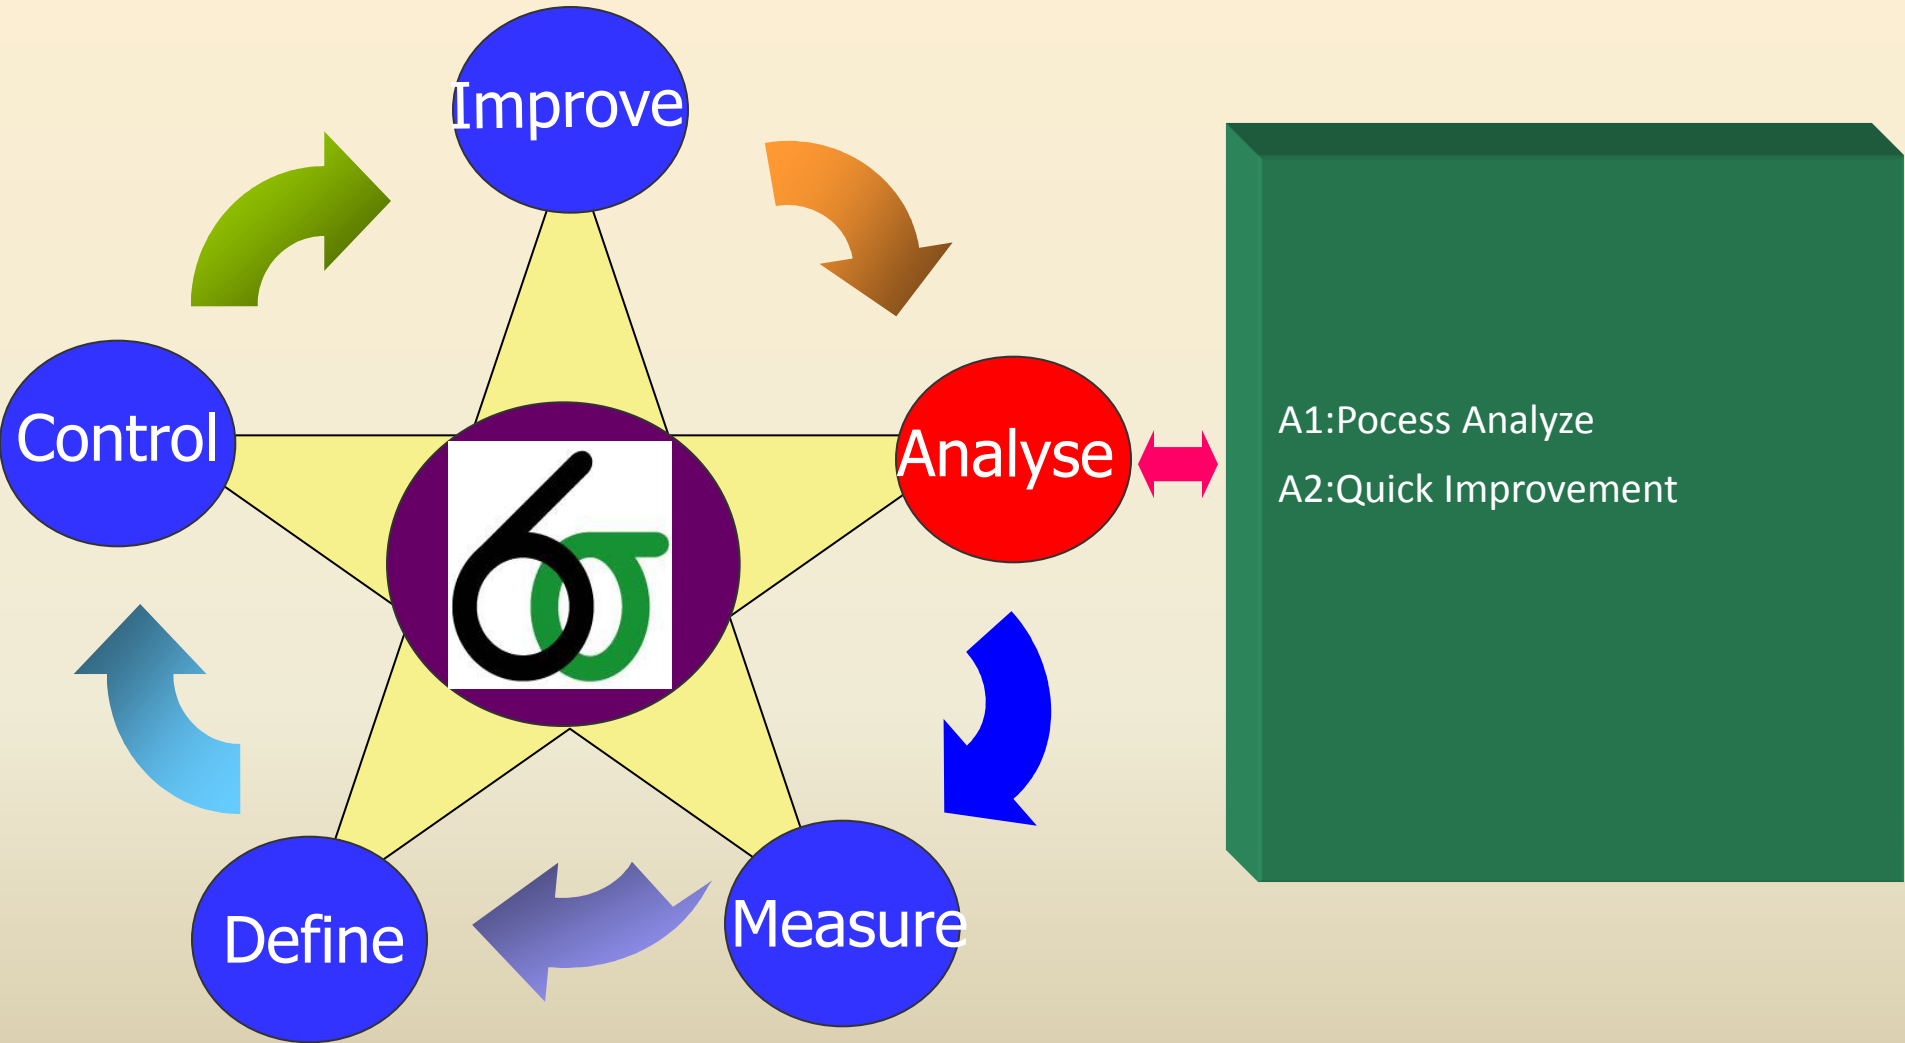 Improve
Control
Analyse
6σ
A1:Pocess Analyze
A2:Quick Improvement
Define
Measure